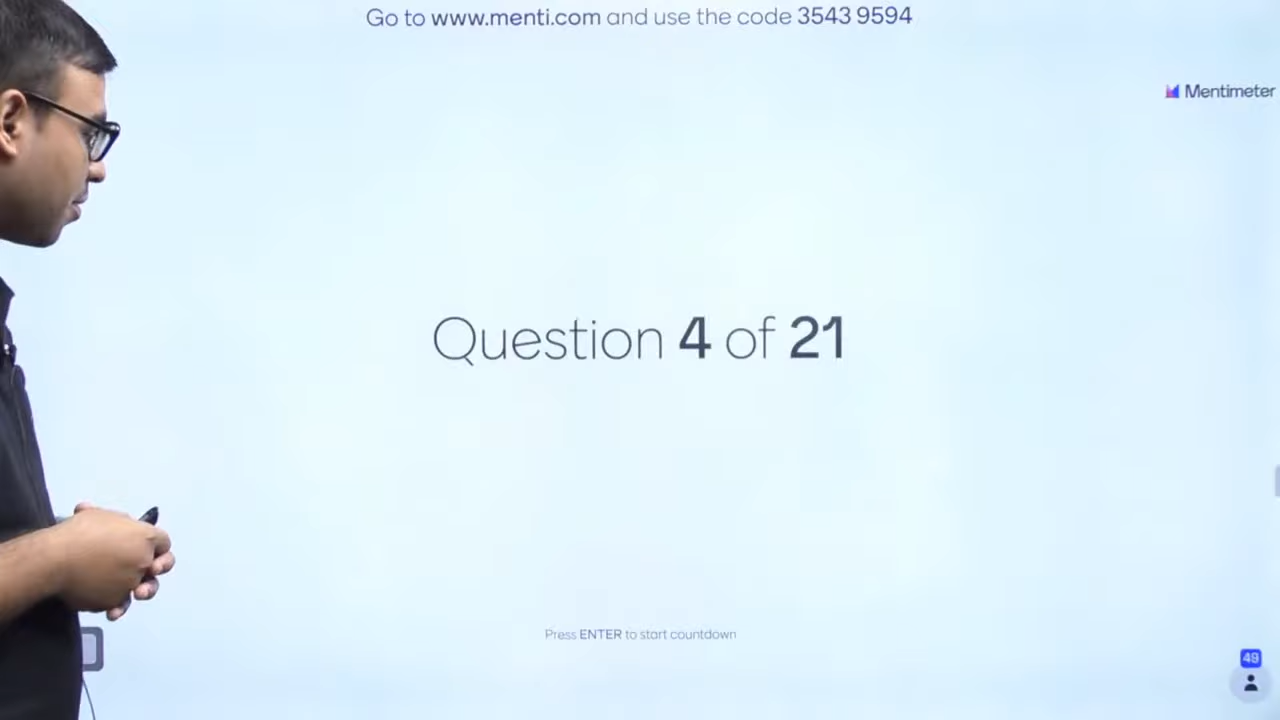 Go to www.menti.com and use the code 3543 9594
Mentimeter
Question 4 of 21
Press ENTER to start countdown
49